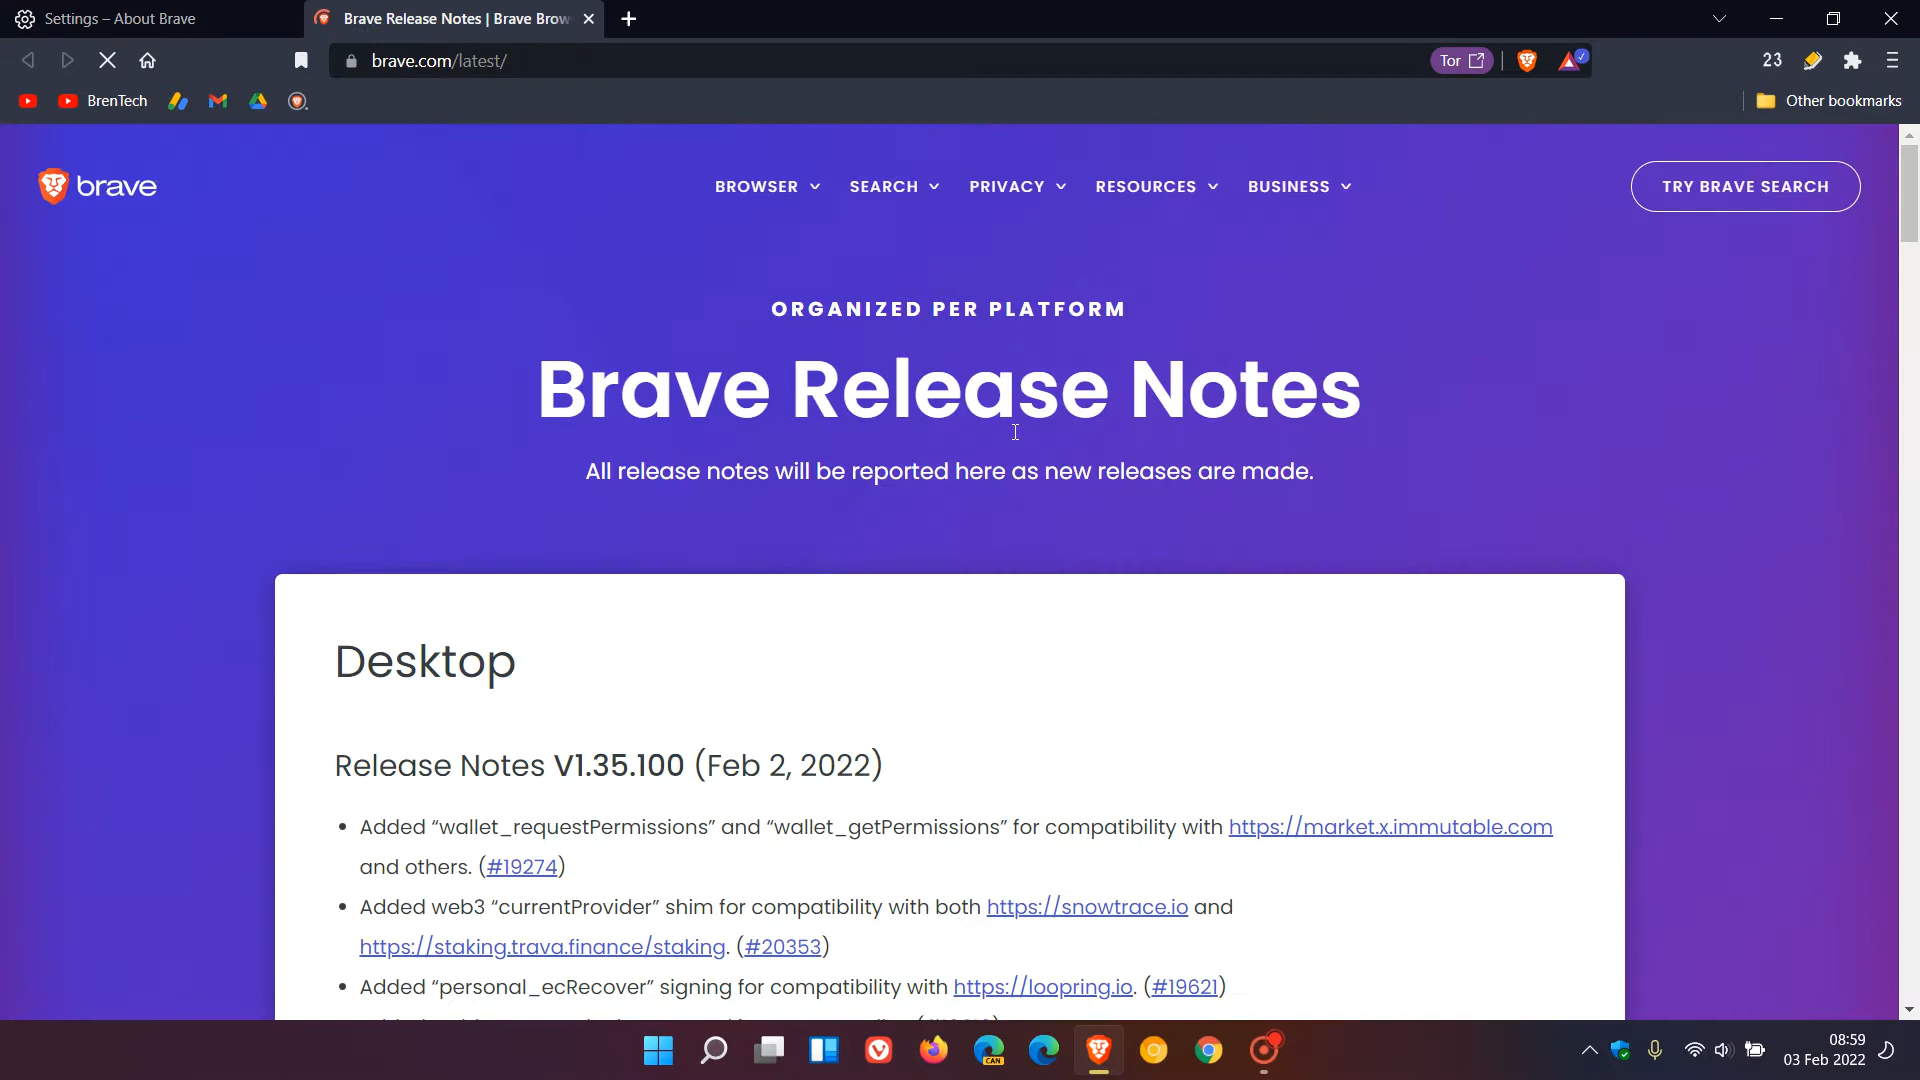 Settings – About Brave
Brave Release Notes | Brave Brow
brave.com/latest/
Tor
23
BrenTech
Other bookmarks
brave
BROWSER
SEARCH
PRIVACY
RESOURCES
BUSINESS
TRY BRAVE SEARCH
ORGANIZED PER PLATFORM
Brave Release Notes
All release notes will be reported here as new releases are made.
Desktop
Release Notes V1.35.100 (Feb 2, 2022)
• Added “wallet_requestPermissions” and “wallet_getPermissions” for compatibility with https://market.x.immutable.com
and others. (#19274)
• Added web3 “currentProvider” shim for compatibility with both https://snowtrace.io and
https://staking.trava.finance/staking. (#20353)
• Added “personal_ecRecover” signing for compatibility with https://loopring.io. (#19621)
CAN
08:59
03 Feb 2022